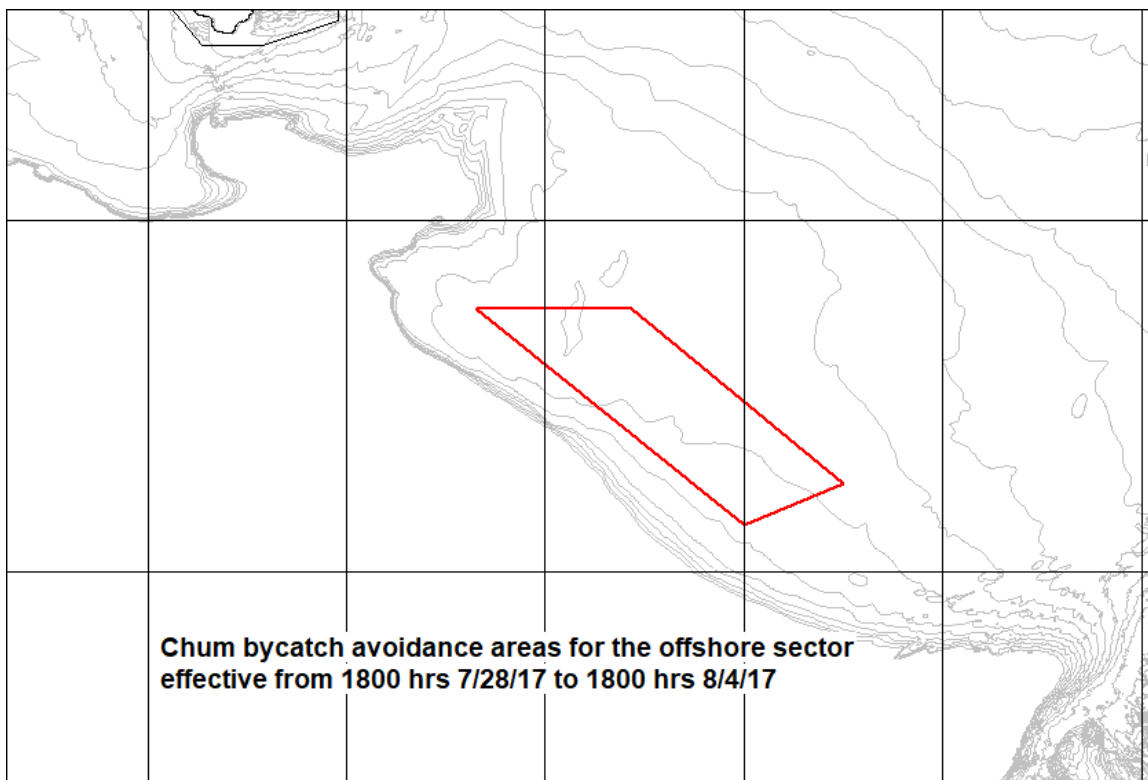 Chum bycatch avoidance areas for the offshore sector
effective from 1800 hrs 7/28/17 to 1800 hrs 8/4/17